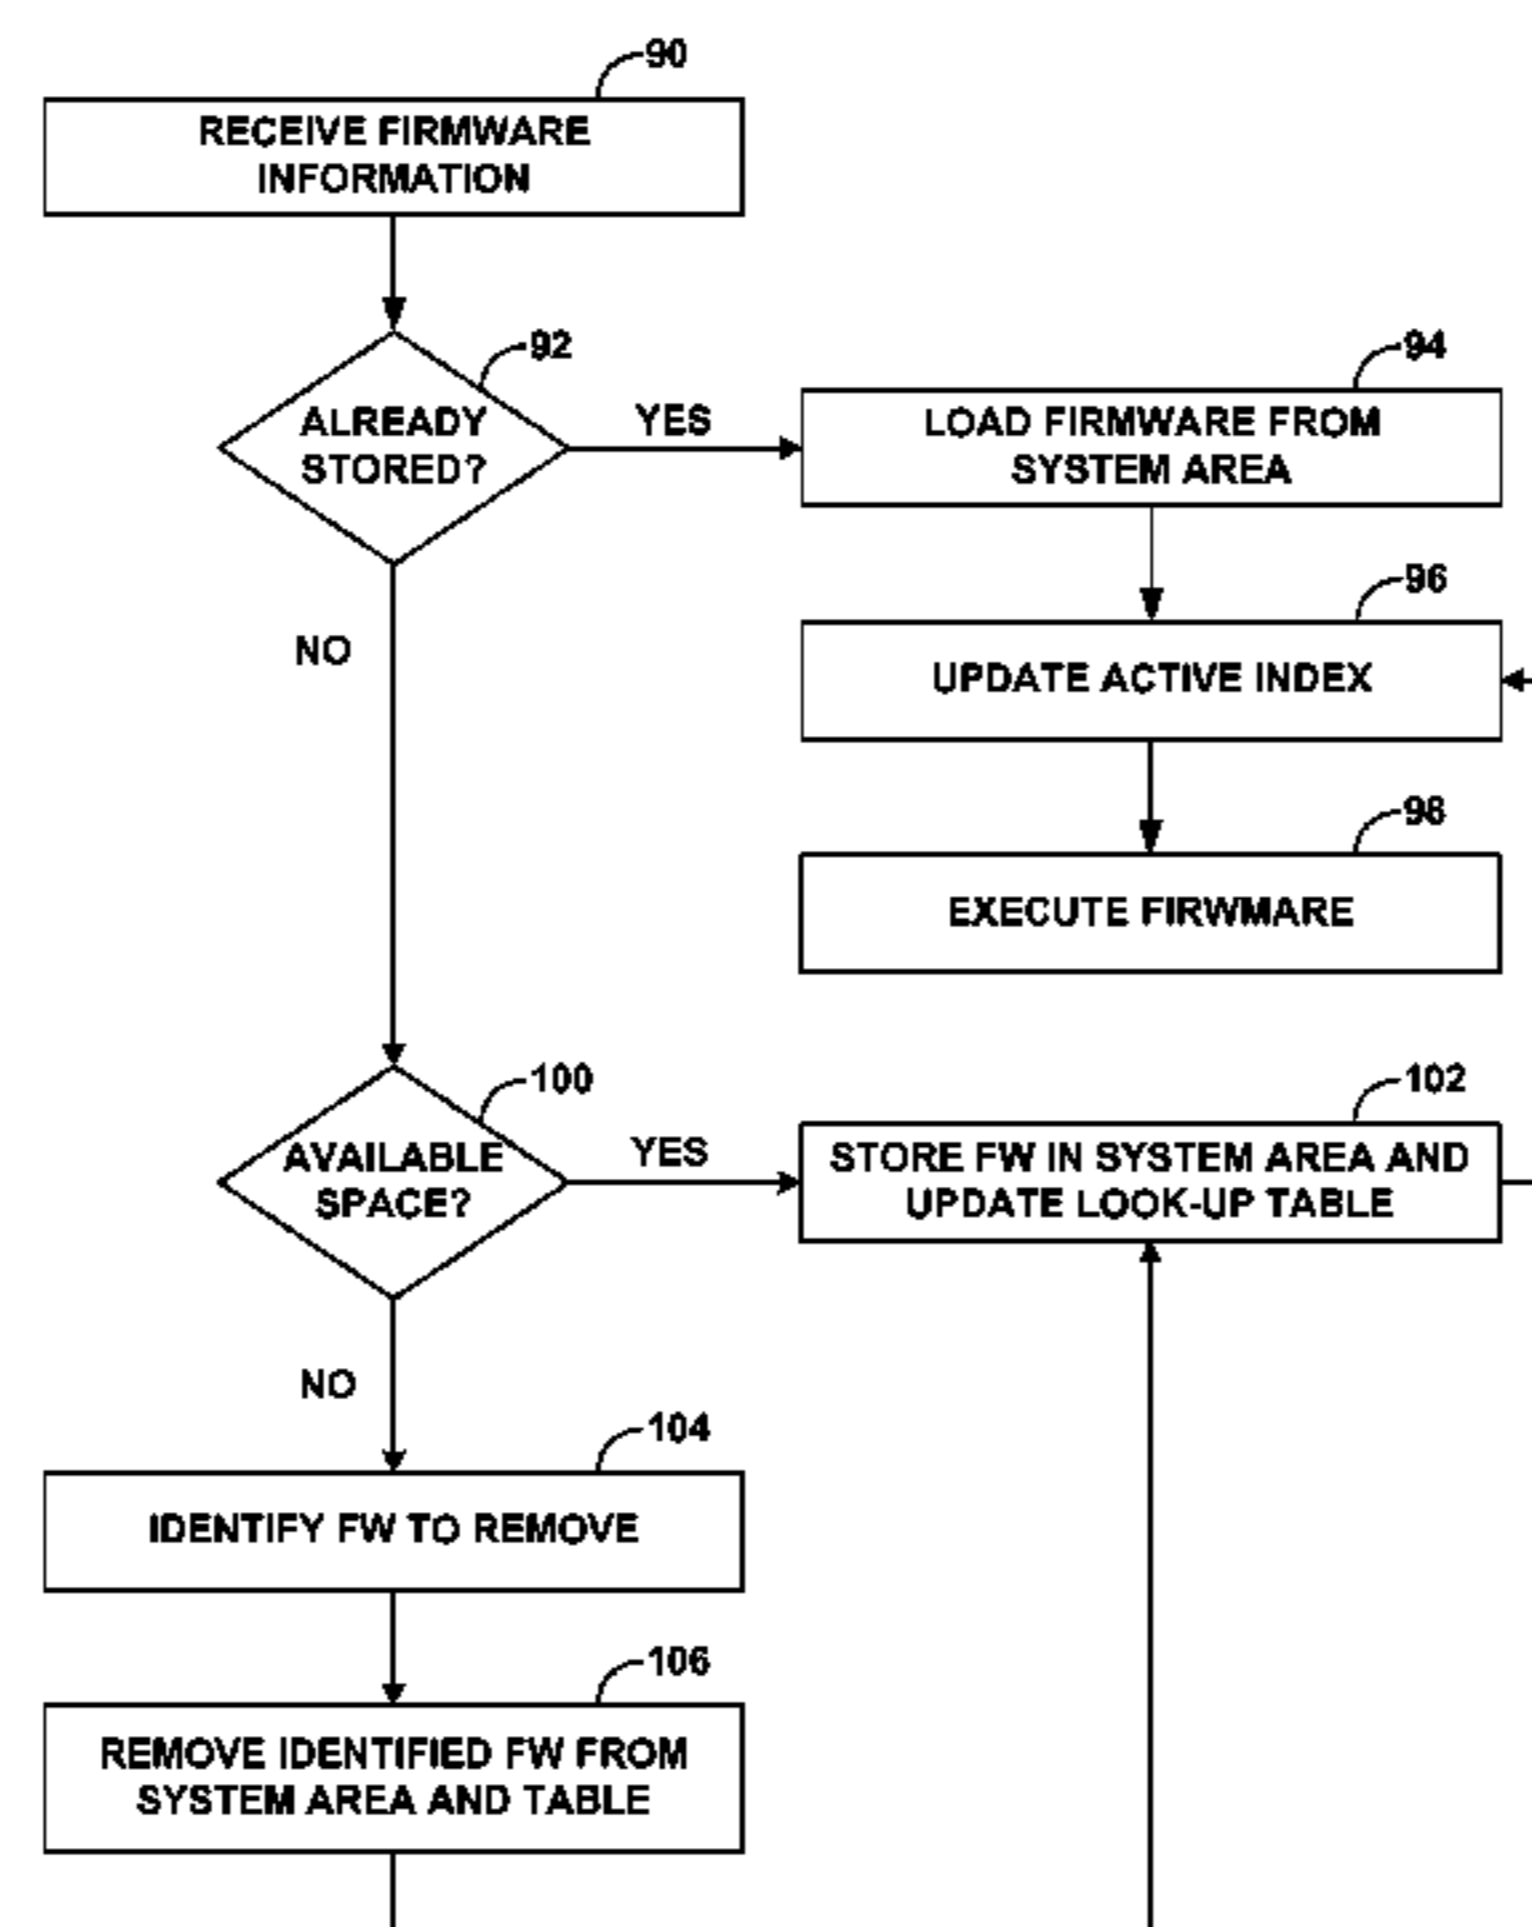 90
RECEIVE FIRMWARE
INFORMATION
92
ALREADY
STORED?
YES
94
LOAD FIRMWARE FROM
SYSTEM AREA
96
UPDATE ACTIVE INDEX
NO
98
EXECUTE FIRWMARE
100
AVAILABLE
SPACE?
YES
102
STORE FW IN SYSTEM AREA AND
UPDATE LOOK-UP TABLE
NO
104
IDENTIFY FW TO REMOVE
106
REMOVE IDENTIFIED FW FROM
SYSTEM AREA AND TABLE